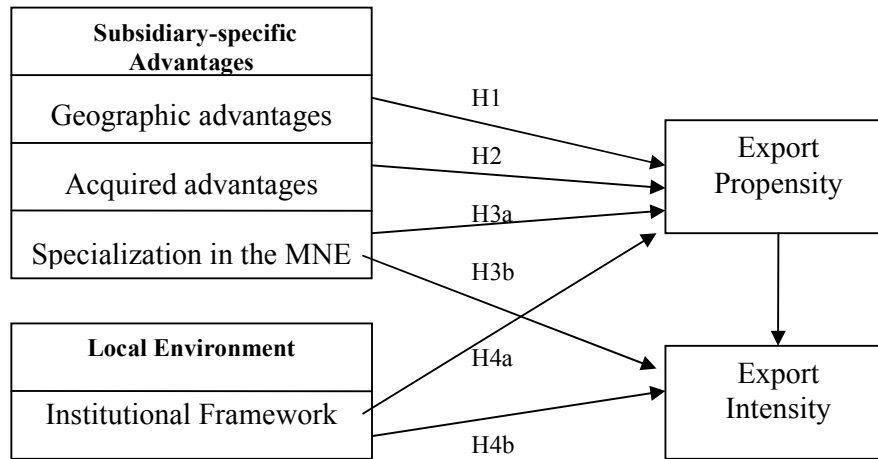 Subsidiary-specific
Advantages
Geographic advantages
Acquired advantages
Specialization in the MNE
Local Environment
Institutional Framework
H1
H2
H3a
H3b
H4a
H4b
Export
Propensity
Export
Intensity